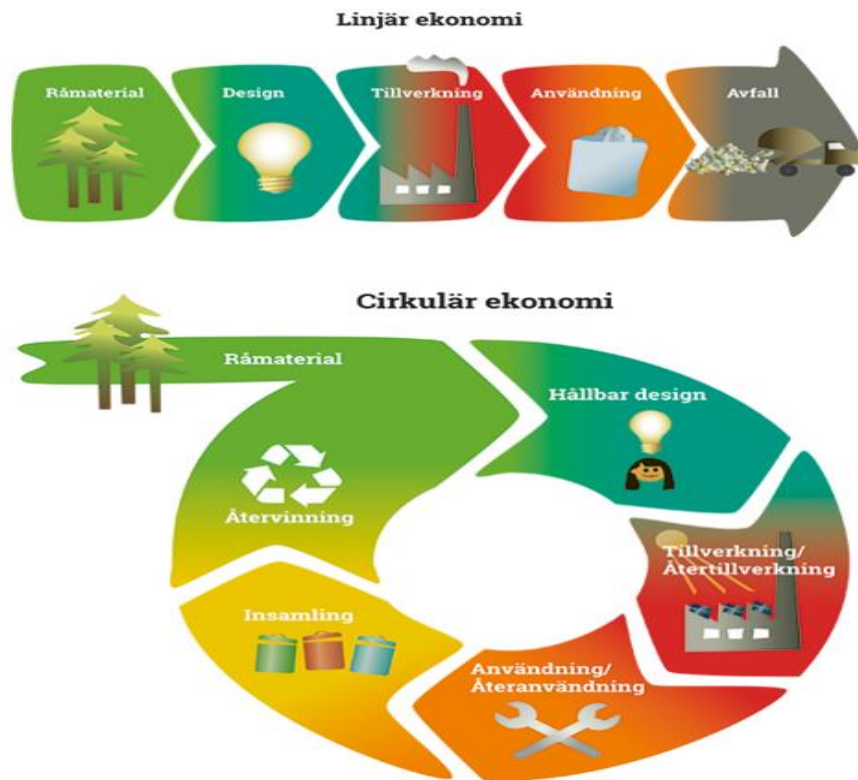 Linjär ekonomi
Råmaterial
Design
Tillverkning
Användning
Avfall
Cirkulär ekonomi
Råmaterial
Hållbar design
Tillverkning/
Återtillverkning
Användning/
Återanvändning
Insamling
Återvinning